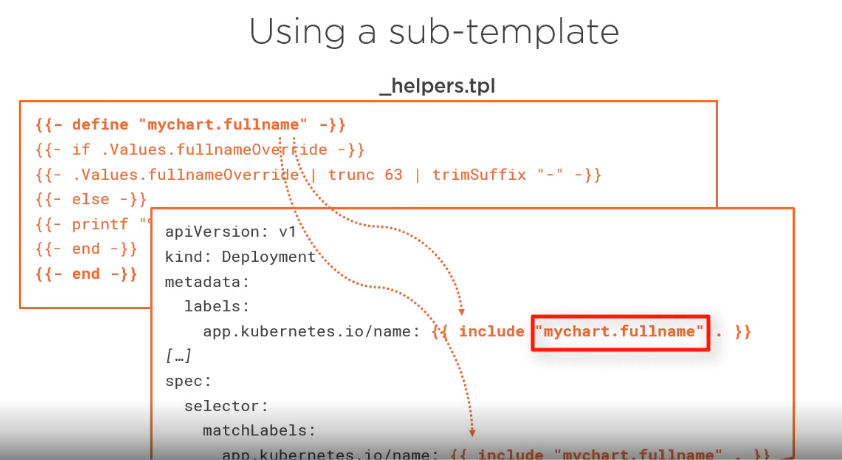 Using a sub-template
_helpers.tpl
{{- define "mychart.fullname" -}}
{{- if .Values.fullnameOverride -}}
{{- .Values.fullnameOverride | trunc 63 | trimSuffix "-" -}}
{{- else -}}
{{- printf "
{{- end -}}
{{- end -}}
apiVersion: v1
kind: Deployment
metadata:
labels:
app.kubernetes.io/name: {{ include "mychart.fullname" . }}
[…]
spec:
selector:
matchLabels:
app.kubernetes.io/name: {{ include "mychart.fullname" . }}